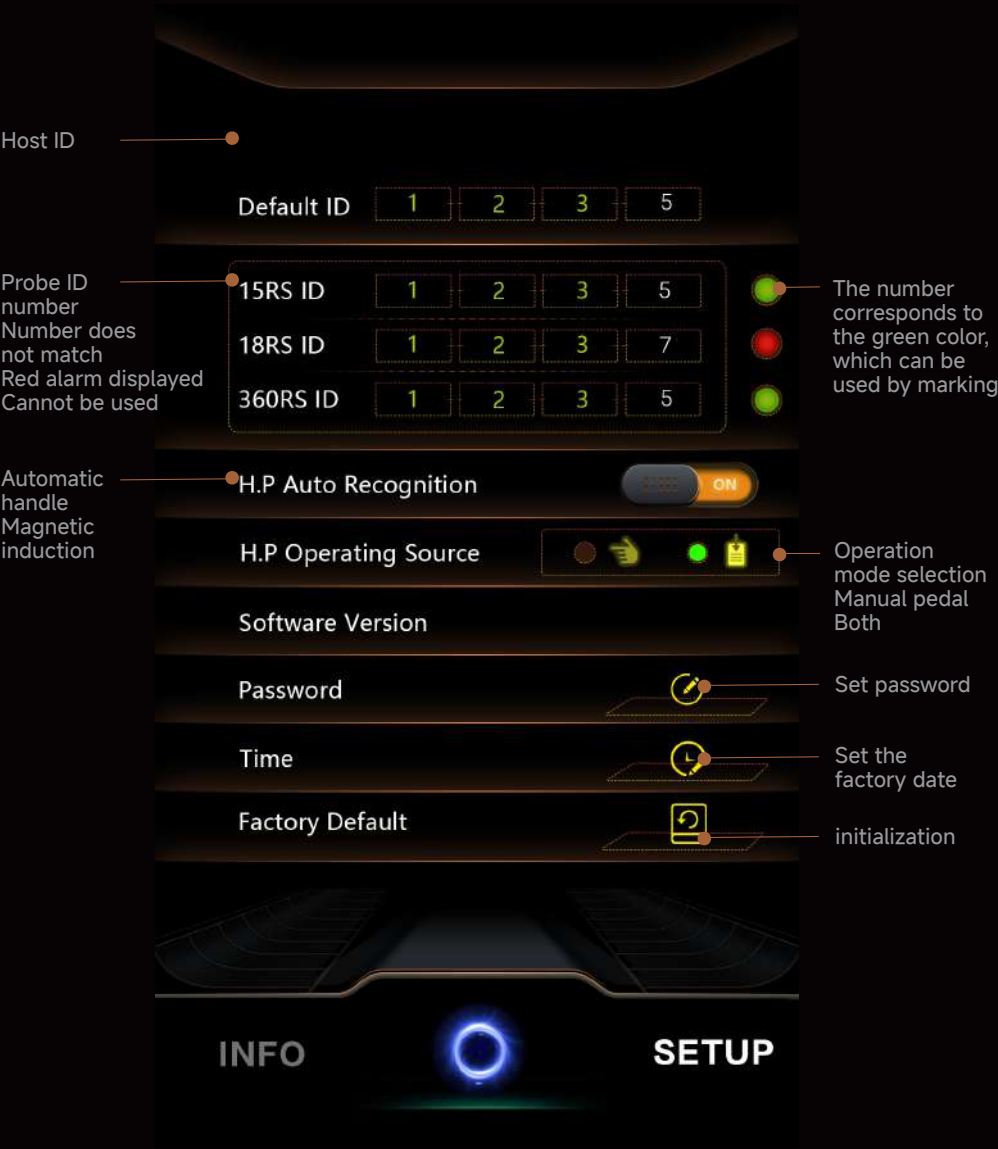 Host ID
Default ID 1 2 3 5
Probe ID
number
Number does
not match
Red alarm displayed
Cannot be used
15RS ID 1 2 3 5
18RS ID 1 2 3 7
360RS ID 1 2 3 5
The number
corresponds to
the green color,
which can be
used by marking
Automatic
handle
Magnetic
induction
H.P Auto Recognition ON
H.P Operating Source
Operation
mode selection
Manual pedal
Both
Software Version
Password
Set password
Time
Set the
factory date
Factory Default
initialization
INFO SETUP